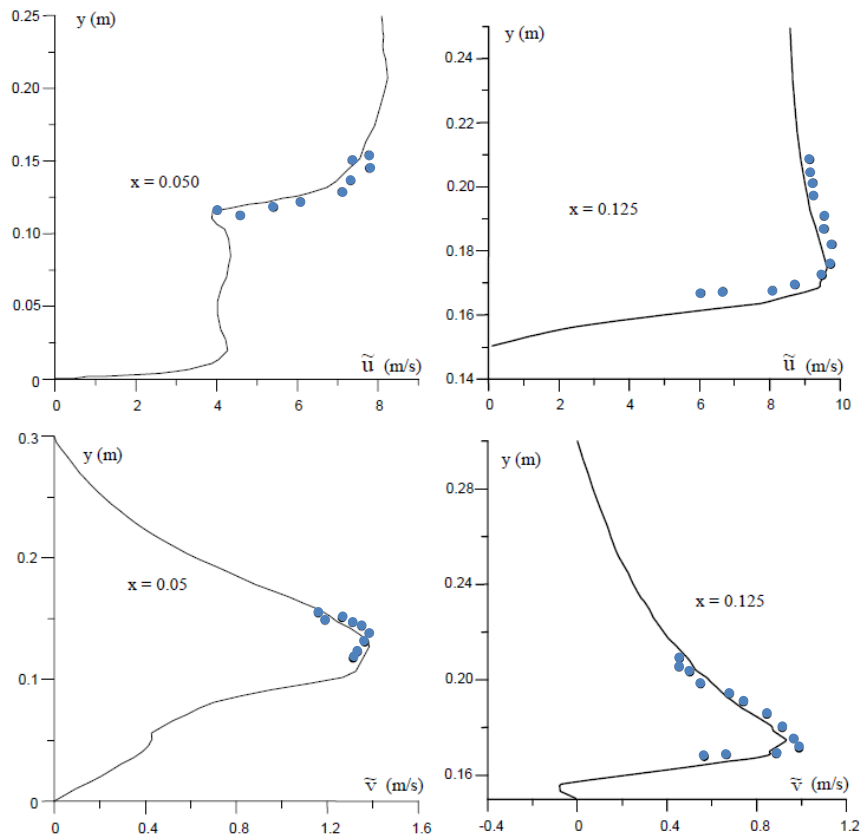 y (m)
0.25
0.20
0.15
0.10
0.05
0
x = 0.050
ũ (m/s)
0 2 4 6 8
y (m)
0.24
0.22
0.20
0.18
0.16
0.14
x = 0.125
ũ (m/s)
0 2 4 6 8 10
y (m)
0.3
0.2
0.1
0
x = 0.05
ṽ (m/s)
0 0.4 0.8 1.2 1.6
y (m)
0.28
0.24
0.20
0.16
x = 0.125
ṽ (m/s)
-0.4 0 0.4 0.8 1.2